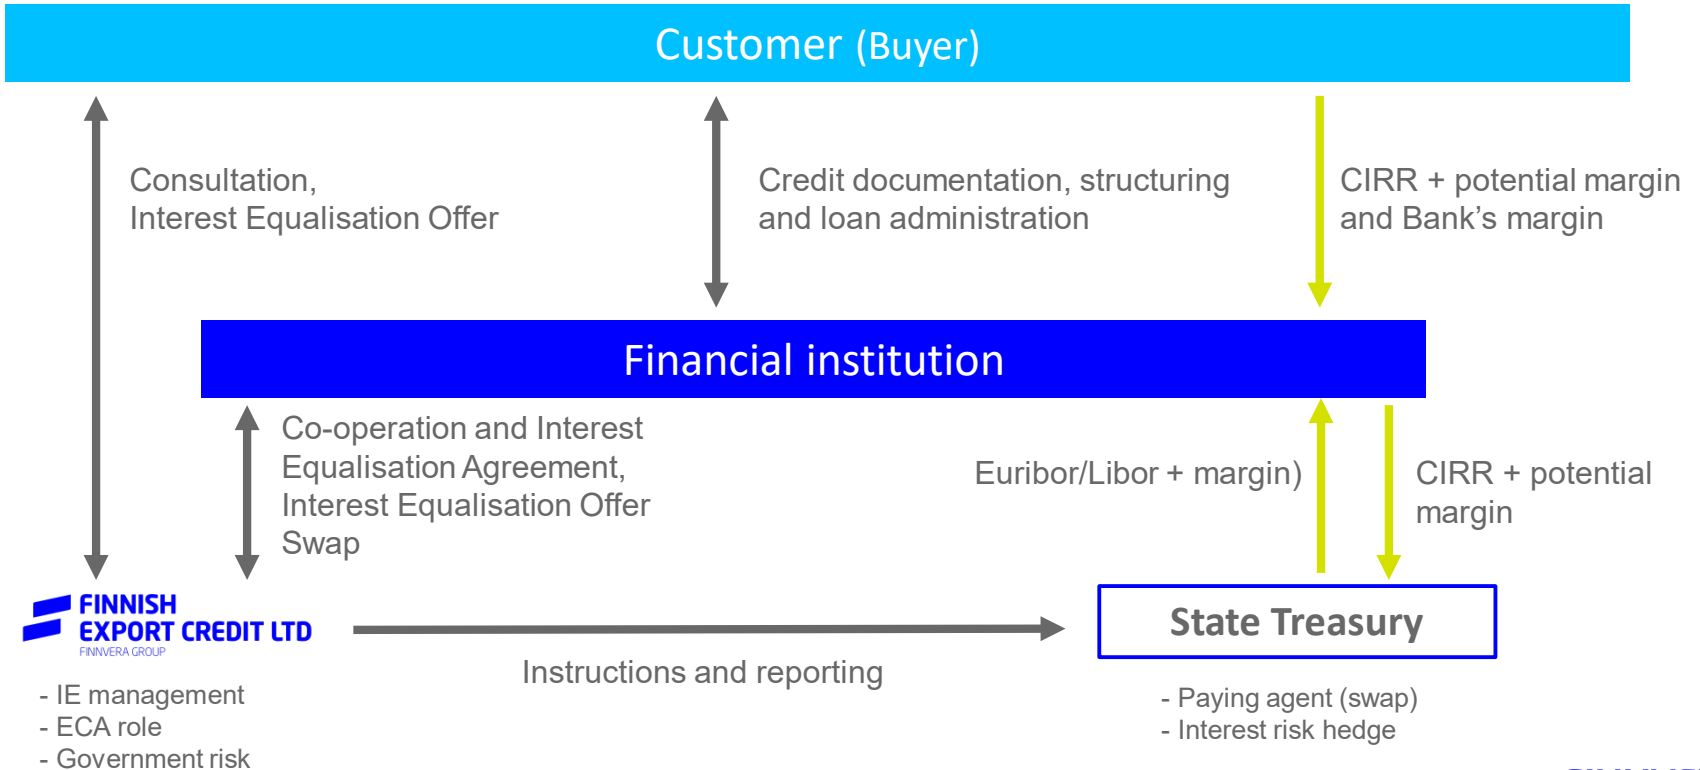 Customer (Buyer)
Consultation,
Interest Equalisation Offer
Credit documentation, structuring
and loan administration
CIRR + potential margin
and Bank’s margin
Financial institution
Co-operation and Interest
Equalisation Agreement,
Interest Equalisation Offer
Swap
Euribor/Libor + margin)
CIRR + potential
margin
FINNISH
EXPORT CREDIT LTD
FINNVERA GROUP
Instructions and reporting
State Treasury
- IE management
- ECA role
- Government risk
- Paying agent (swap)
- Interest risk hedge